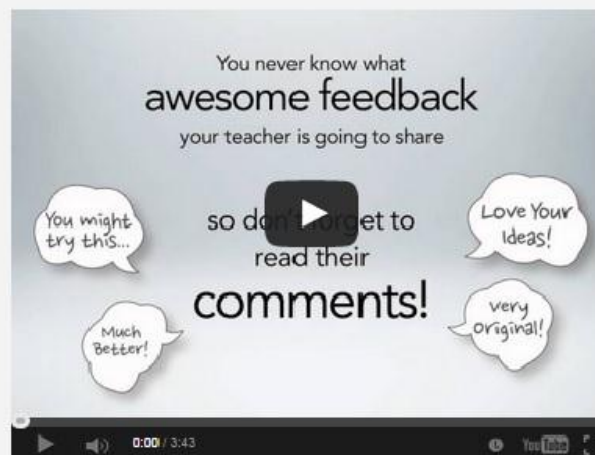 You never know what
awesome feedback
your teacher is going to share
You might
try this...
so don't forget to
read their
comments!
Love Your
Ideas!
Much
Better!
very
original!
0:00 / 3:43
YouTube